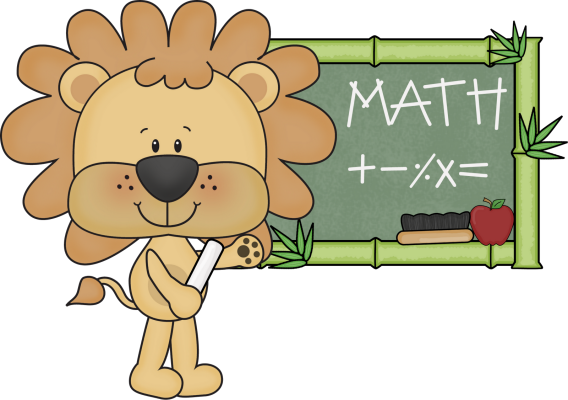 MATH
+-٪x=